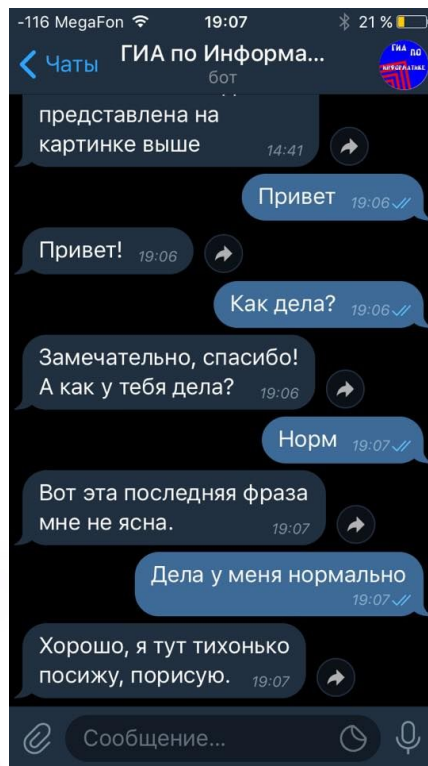 -116 MegaFon 19:07 21 %
Чаты
ГИА по Информа...
бот
ГИА ПО
ИНФОРМАТИКЕ
представлена на
картинке выше 14:41
Привет 19:06
Привет! 19:06
Как дела? 19:06
Замечательно, спасибо!
А как у тебя дела? 19:06
Норм 19:07
Вот эта последняя фраза
мне не ясна. 19:07
Дела у меня нормально
19:07
Хорошо, я тут тихонько
посижу, порисую. 19:07
Сообщение...